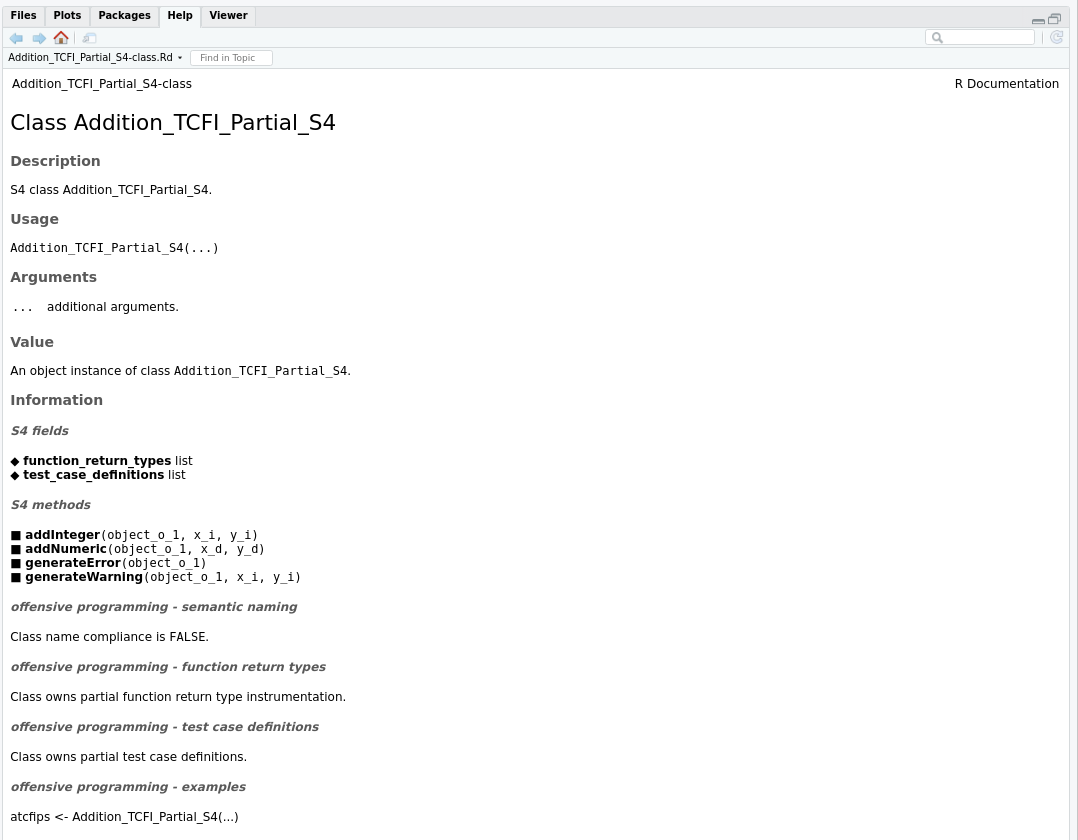 Files Plots Packages Help Viewer
Addition_TCFI_Partial_S4-class.Rd Find in Topic
Addition_TCFI_Partial_S4-class R Documentation
Class Addition_TCFI_Partial_S4
Description
S4 class Addition_TCFI_Partial_S4.
Usage
Addition_TCFI_Partial_S4(...)
Arguments
... additional arguments.
Value
An object instance of class Addition_TCFI_Partial_S4.
Information
S4 fields
◆ function_return_types list
◆ test_case_definitions list
S4 methods
■ addInteger(object_o_1, x_i, y_i)
■ addNumeric(object_o_1, x_d, y_d)
■ generateError(object_o_1)
■ generateWarning(object_o_1, x_i, y_i)
offensive programming - semantic naming
Class name compliance is FALSE.
offensive programming - function return types
Class owns partial function return type instrumentation.
offensive programming - test case definitions
Class owns partial test case definitions.
offensive programming - examples
atcfips <- Addition_TCFI_Partial_S4(...)